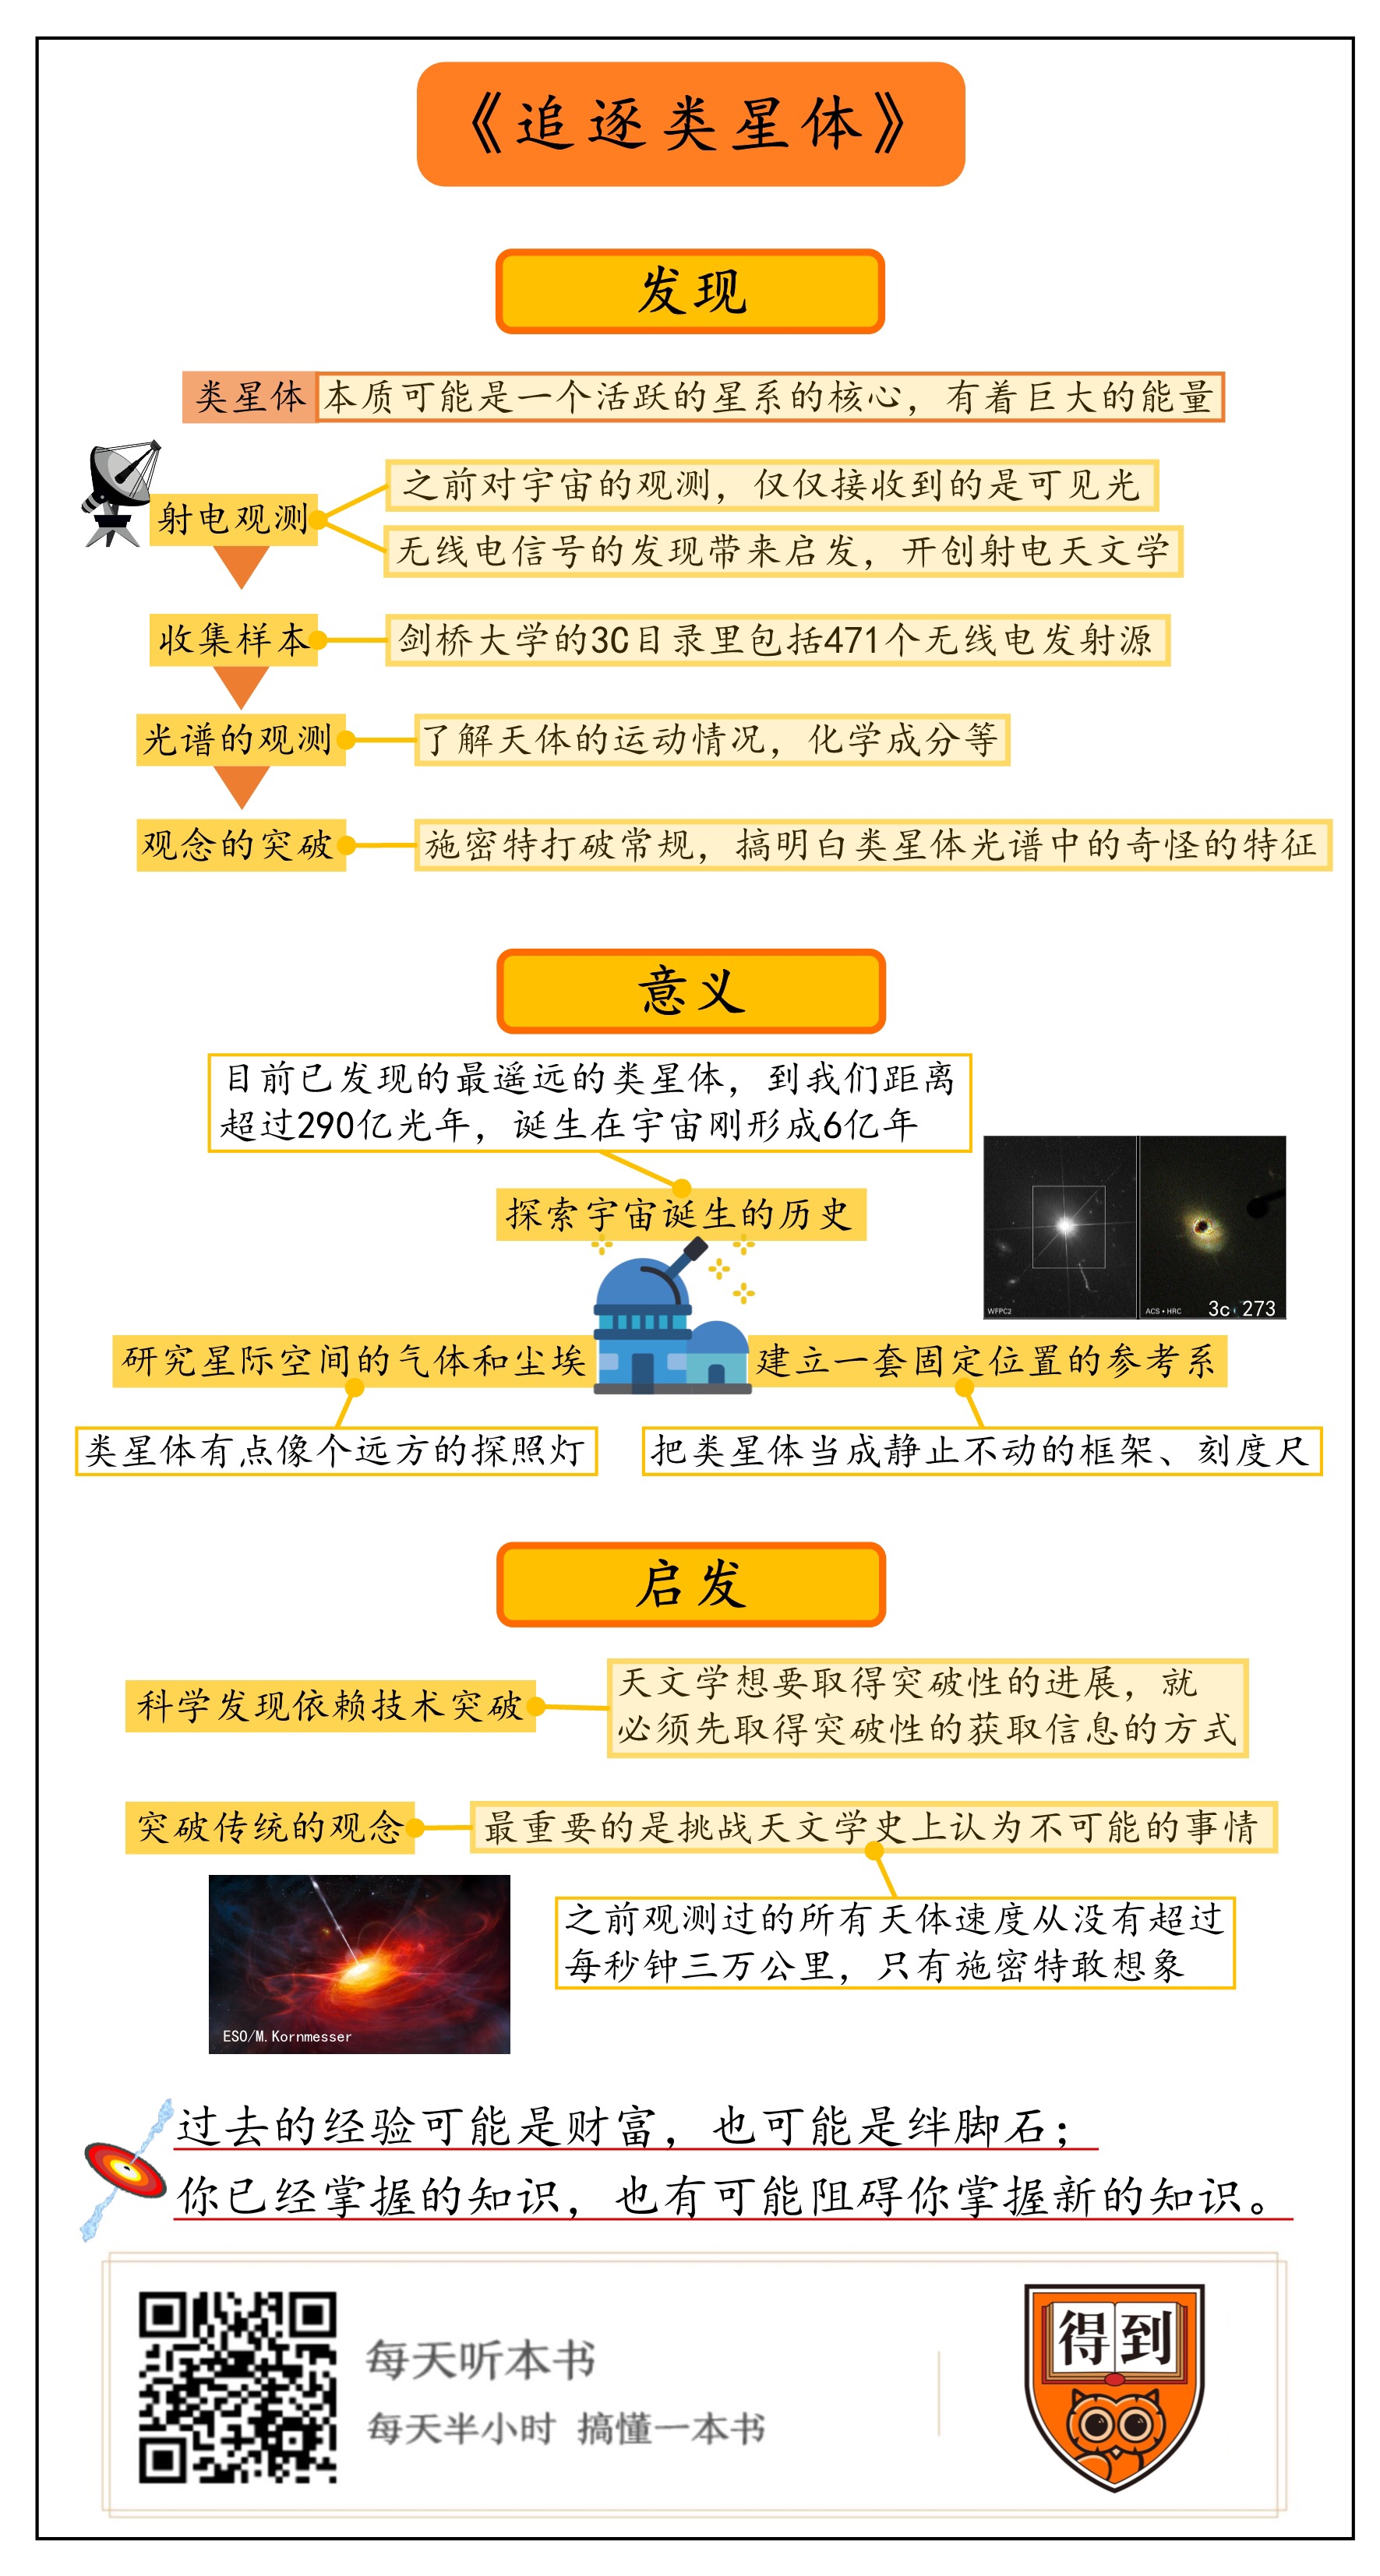 《追逐类星体》
发现
类星体 本质可能是一个活跃的星系的核心，有着巨大的能量
之前对宇宙的观测，仅仅接收到的是可见光
射电观测
无线电信号的发现带来启发，开创射电天文学
收集样本 剑桥大学的3C目录里包括471个无线电发射源
光谱的观测 了解天体的运动情况，化学成分等
观念的突破 施密特打破常规，搞明白类星体光谱中的奇怪的特征
意义
目前已发现的最遥远的类星体，到我们距离
超过290亿光年，诞生在宇宙刚形成6亿年
探索宇宙诞生的历史
WFPC2
ACS • HRC
3c 273
研究星际空间的气体和尘埃
建立一套固定位置的参考系
类星体有点像个远方的探照灯
把类星体当成静止不动的框架、刻度尺
启发
科学发现依赖技术突破
天文学想要取得突破性的进展，就
必须先取得突破性的获取信息的方式
突破传统的观念
最重要的是挑战天文学史上认为不可能的事情
之前观测过的所有天体速度从没有超过
每秒钟三万公里，只有施密特敢想象
ESO/M.Kornmesser
过去的经验可能是财富，也可能是绊脚石；
你已经掌握的知识，也有可能阻碍你掌握新的知识。
每天听本书
每天半小时 搞懂一本书
得到